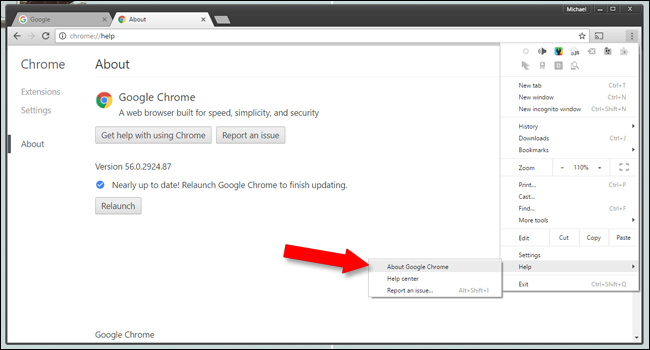 Michael
Google
About
chrome://help
Chrome
About
Extensions
Settings
About
Google Chrome
A web browser built for speed, simplicity, and security
Get help with using Chrome
Report an issue
Version 56.0.2924.87
Nearly up to date! Relaunch Google Chrome to finish updating.
Relaunch
Google Chrome
New tab Ctrl+T
New window Ctrl+N
New incognito window Ctrl+Shift+N
History
Downloads Ctrl+J
Bookmarks
Zoom - 110% +
Print... Ctrl+P
Cast...
Find... Ctrl+F
More tools
Edit Cut Copy Paste
Settings
Help
Exit Ctrl+Shift+Q
About Google Chrome
Help center
Report an issue... Alt+Shift+I